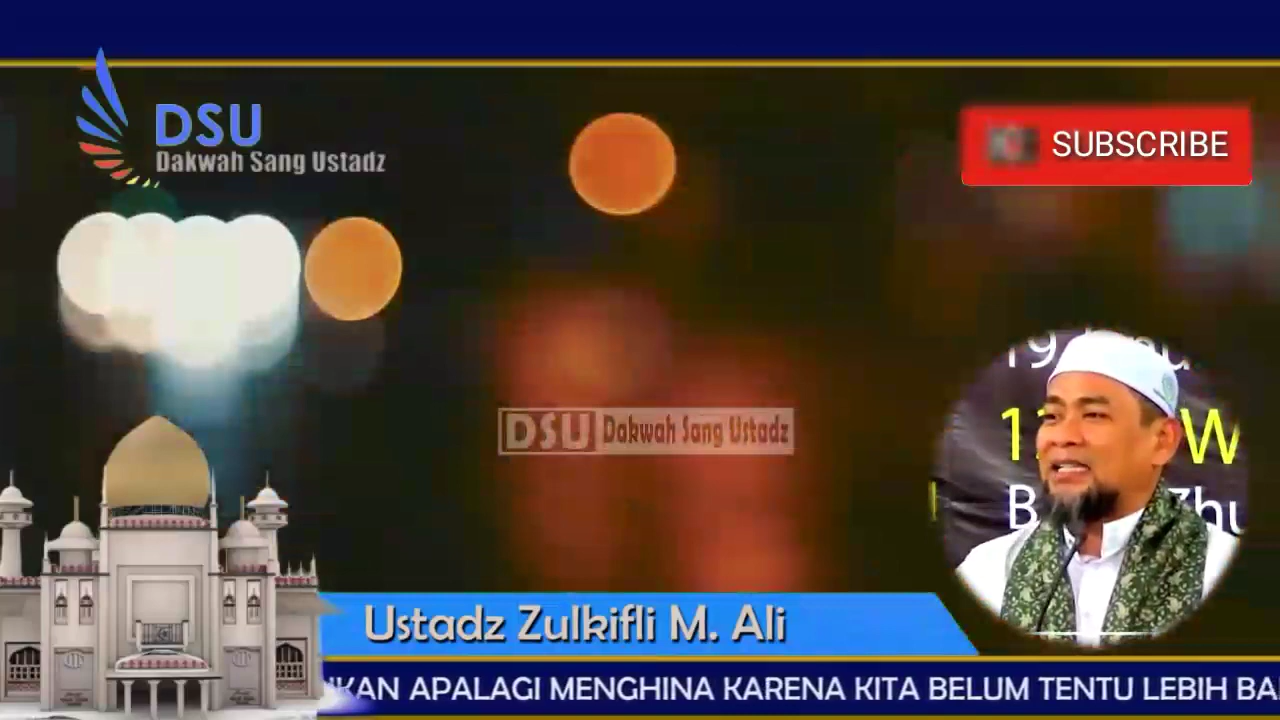 DSU
Dakwah Sang Ustadz
SUBSCRIBE
DSU Dakwah Sang Ustadz
19
W
Ustadz Zulkifli M. Ali
APALAGI MENGHINA KARENA KITA BELUM TENTU LEBIH